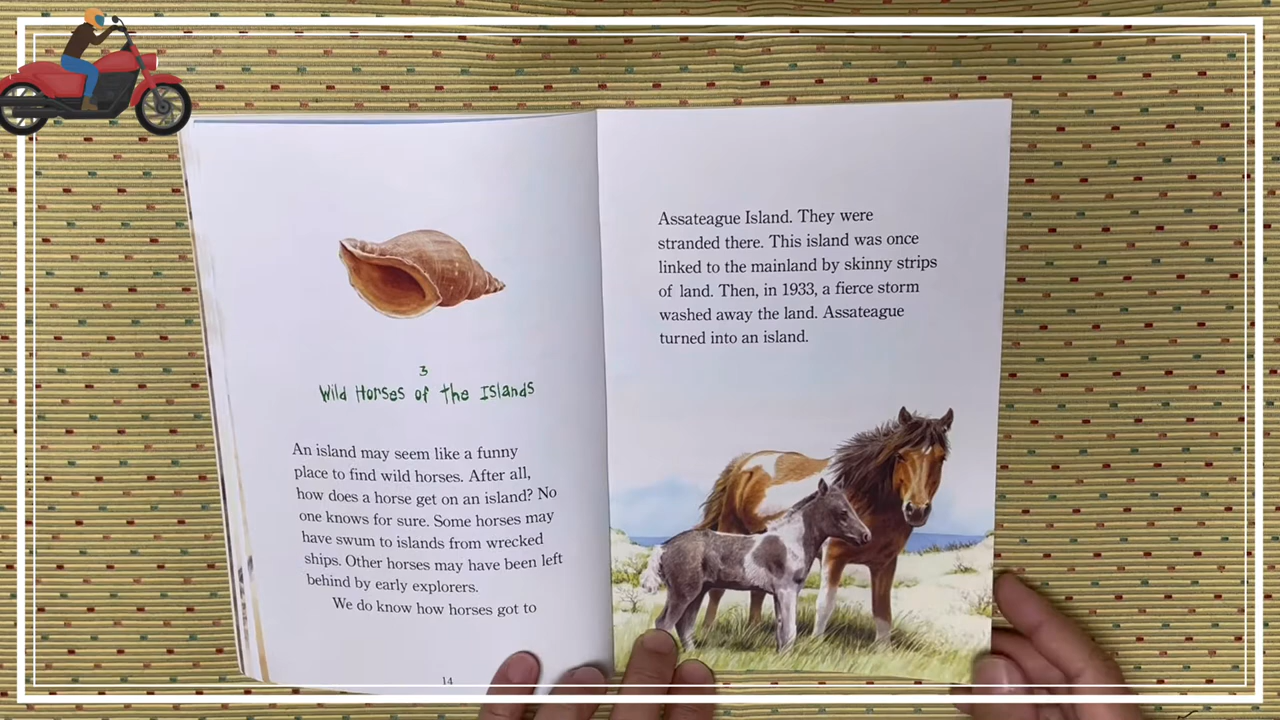 3
Wild Horses of the Islands
An island may seem like a funny
place to find wild horses. After all,
how does a horse get on an island? No
one knows for sure. Some horses may
have swum to islands from wrecked
ships. Other horses may have been left
behind by early explorers.
We do know how horses got to
14
Assateague Island. They were
stranded there. This island was once
linked to the mainland by skinny strips
of land. Then, in 1933, a fierce storm
washed away the land. Assateague
turned into an island.